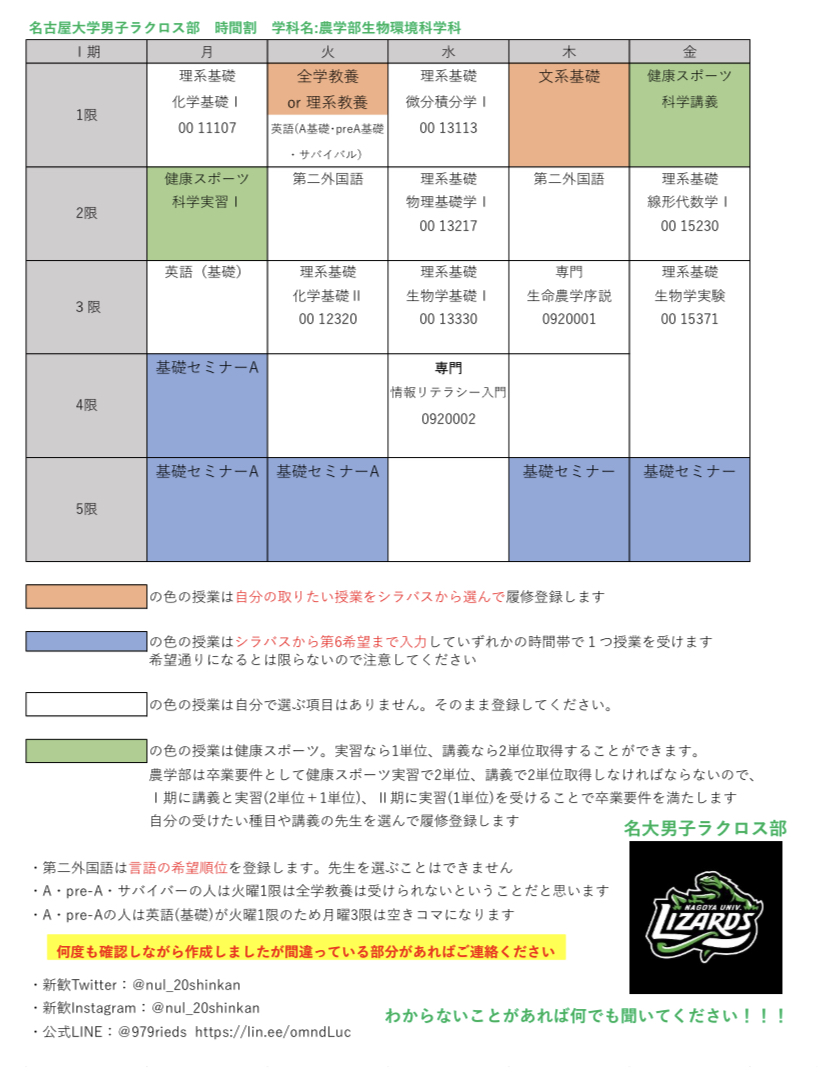 名古屋大学男子ラクロス部　時間割　学科名:農学部生物環境科学科
Ⅰ期 月 火 水 木 金
1限
理系基礎
化学基礎Ⅰ
00 11107
全学教養
or 理系教養
英語(A基礎･preA基礎
・サバイバル)
理系基礎
微分積分学Ⅰ
00 13113
文系基礎
健康スポーツ
科学講義
2限
健康スポーツ
科学実習Ⅰ
第二外国語
理系基礎
物理基礎学Ⅰ
00 13217
第二外国語
理系基礎
線形代数学Ⅰ
00 15230
3限
英語（基礎）
理系基礎
化学基礎Ⅱ
00 12320
理系基礎
生物学基礎Ⅰ
00 13330
専門
生命農学序説
0920001
理系基礎
生物学実験
00 15371
4限
基礎セミナーA
専門
情報リテラシー入門
0920002
5限
基礎セミナーA
基礎セミナーA
基礎セミナー
基礎セミナー
の色の授業は自分の取りたい授業をシラバスから選んで履修登録します
の色の授業はシラバスから第6希望まで入力していずれかの時間帯で１つ授業を受けます
希望通りになるとは限らないので注意してください
の色の授業は自分で選ぶ項目はありません。そのまま登録してください。
の色の授業は健康スポーツ。実習なら1単位、講義なら2単位取得することができます。
農学部は卒業要件として健康スポーツ実習で2単位、講義で2単位取得しなければならないので、
Ⅰ期に講義と実習(2単位＋1単位)、Ⅱ期に実習(1単位)を受けることで卒業要件を満たします
自分の受けたい種目や講義の先生を選んで履修登録します
名大男子ラクロス部
NAGOYA UNIV.
LIZARDS
・第二外国語は言語の希望順位を登録します。先生を選ぶことはできません
・A・pre-A・サバイバーの人は火曜1限は全学教養は受けられないということだと思います
・A・pre-Aの人は英語(基礎)が火曜1限のため月曜3限は空きコマになります
何度も確認しながら作成しましたが間違っている部分があればご連絡ください
・新歓Twitter：@nul_20shinkan
・新歓Instagram：@nul_20shinkan
・公式LINE：@979rieds https://lin.ee/omndLuc
わからないことがあれば何でも聞いてください！！！